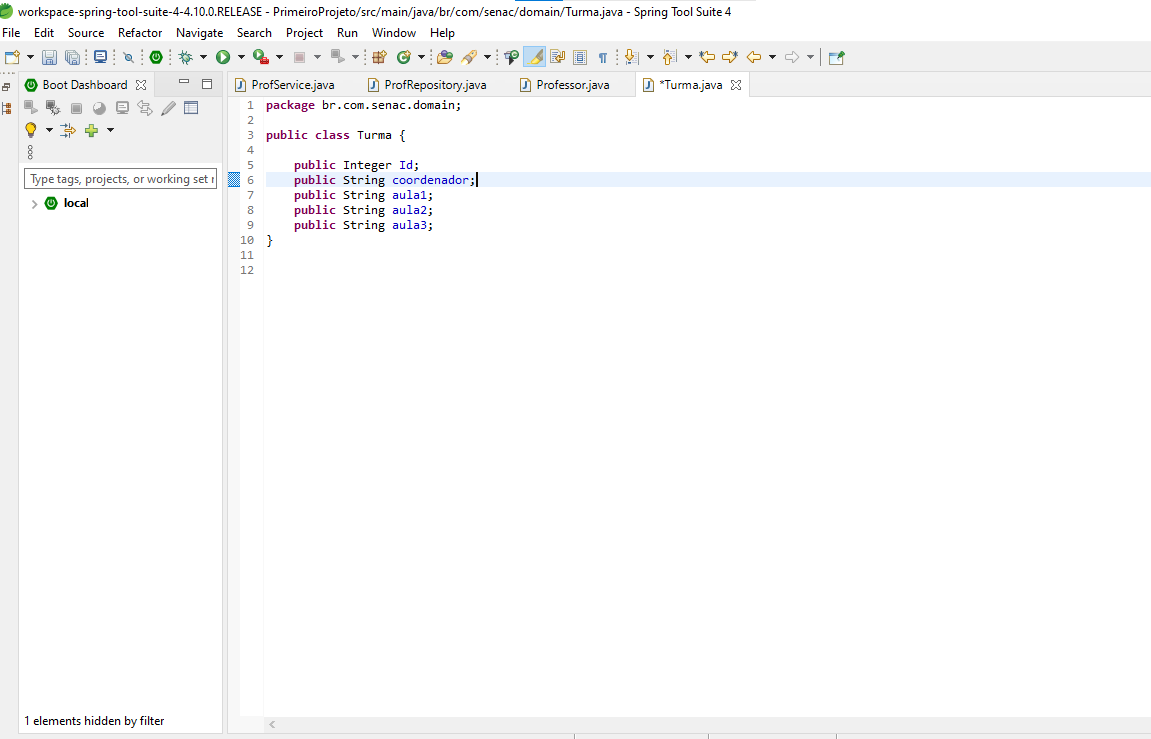 workspace-spring-tool-suite-4-4.10.0.RELEASE - PrimeiroProjeto/src/main/java/br/com/senac/domain/Turma.java - Spring Tool Suite 4
File Edit Source Refactor Navigate Search Project Run Window Help
Boot Dashboard
ProfService.java ProfRepository.java Professor.java *Turma.java
Type tags, projects, or working set
local
1 package br.com.senac.domain;
2
3 public class Turma {
4
5 public Integer Id;
6 public String coordenador;
7 public String aula1;
8 public String aula2;
9 public String aula3;
10 }
11
12
1 elements hidden by filter